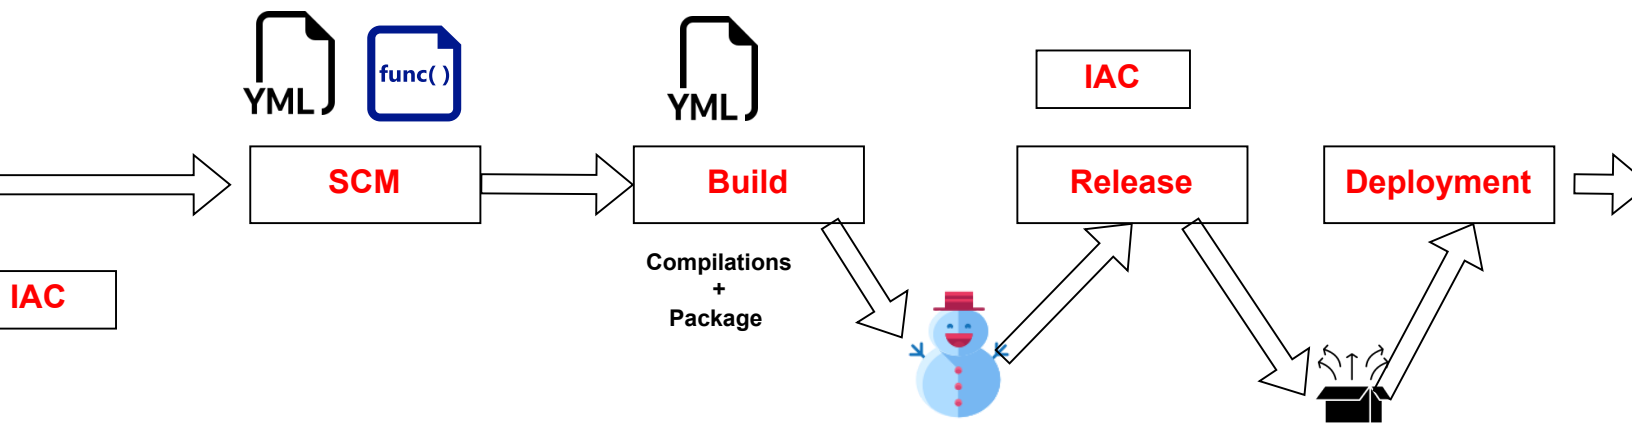 YML
func( )
YML
IAC
SCM
Build
Release
Deployment
IAC
Compilations
+
Package